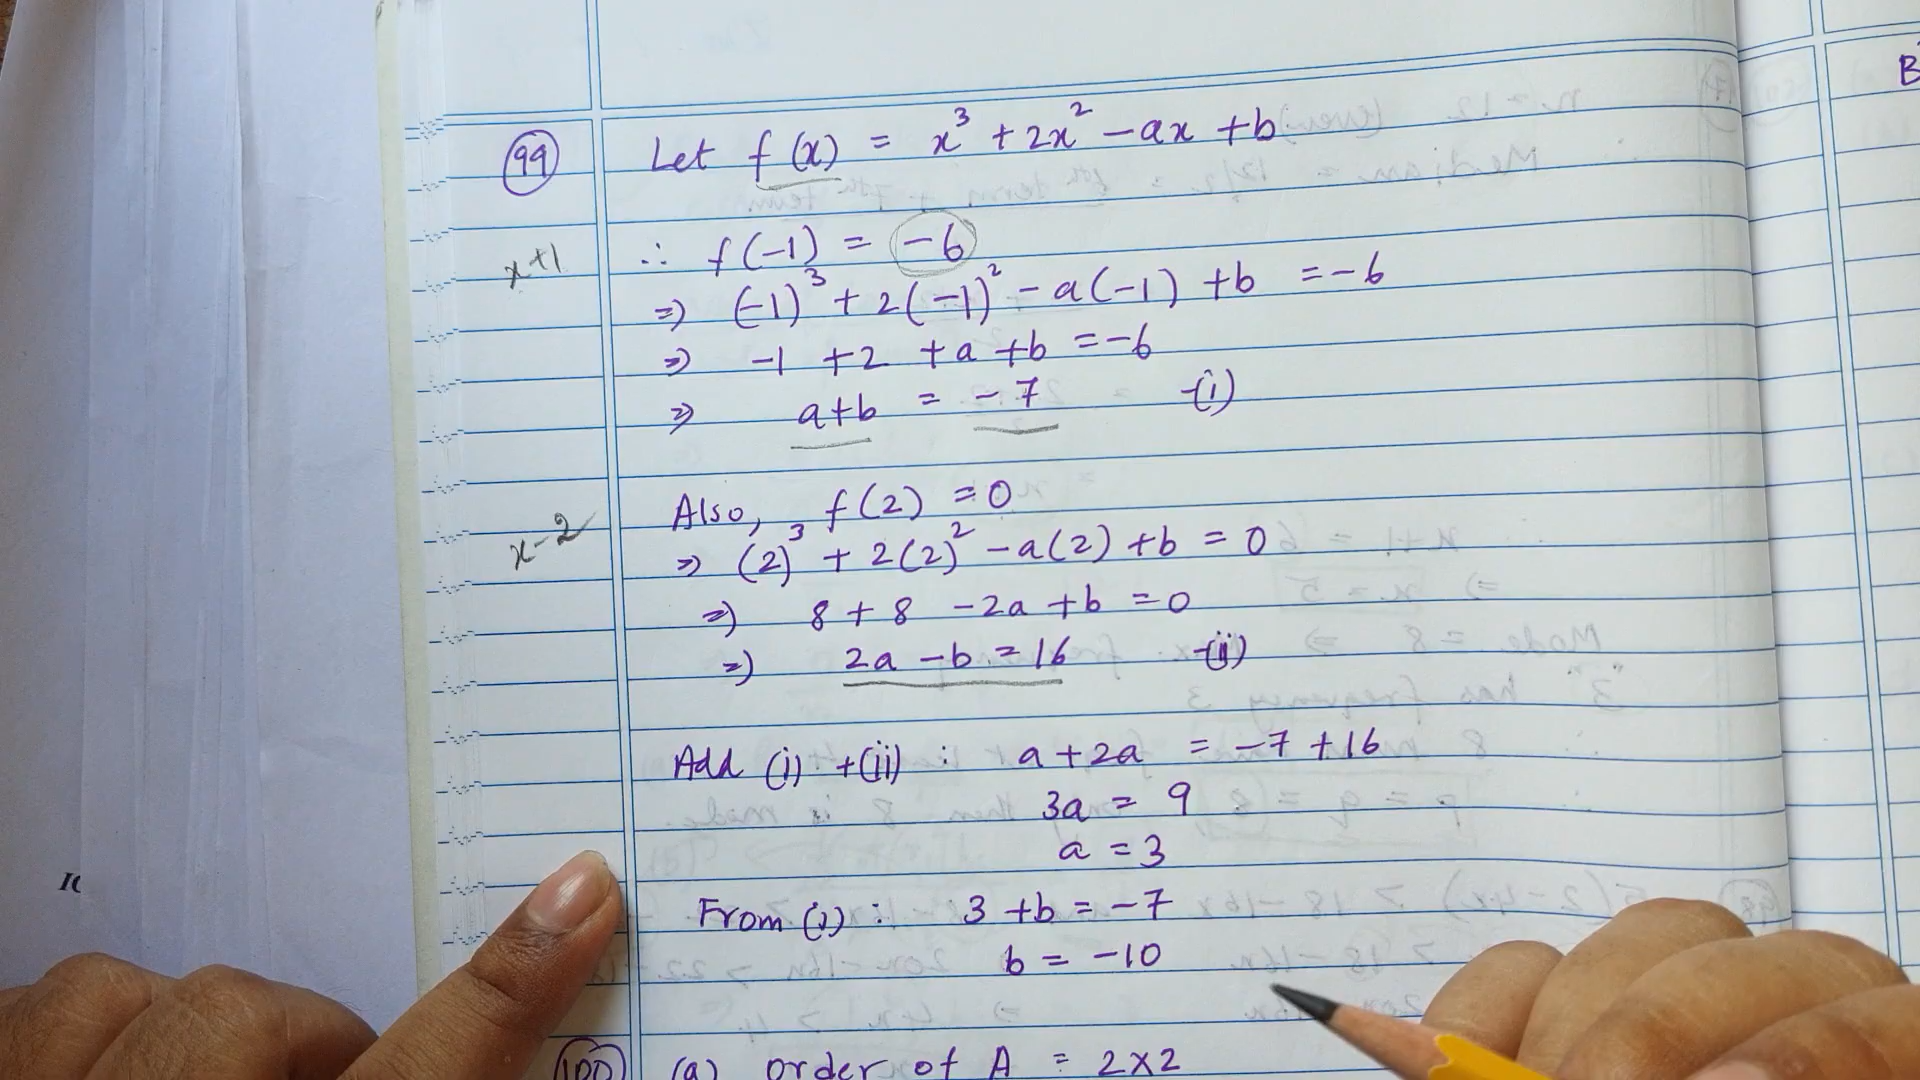 (99) Let f(x) = x³ + 2x² - ax + b
x+1 ∴ f(-1) = -6
⇒ (-1)³ + 2(-1)² - a(-1) + b = -6
⇒ -1 + 2 + a + b = -6
⇒ a+b = -7 -(i)
x-2 Also, f(2) = 0
⇒ (2)³ + 2(2)² - a(2) + b = 0
⇒ 8 + 8 - 2a + b = 0
⇒ 2a - b = 16 -(ii)
Add (i) + (ii) : a + 2a = -7 + 16
3a = 9
a = 3
From (i) : 3 + b = -7
b = -10
(100) (a) order of A = 2×2
B